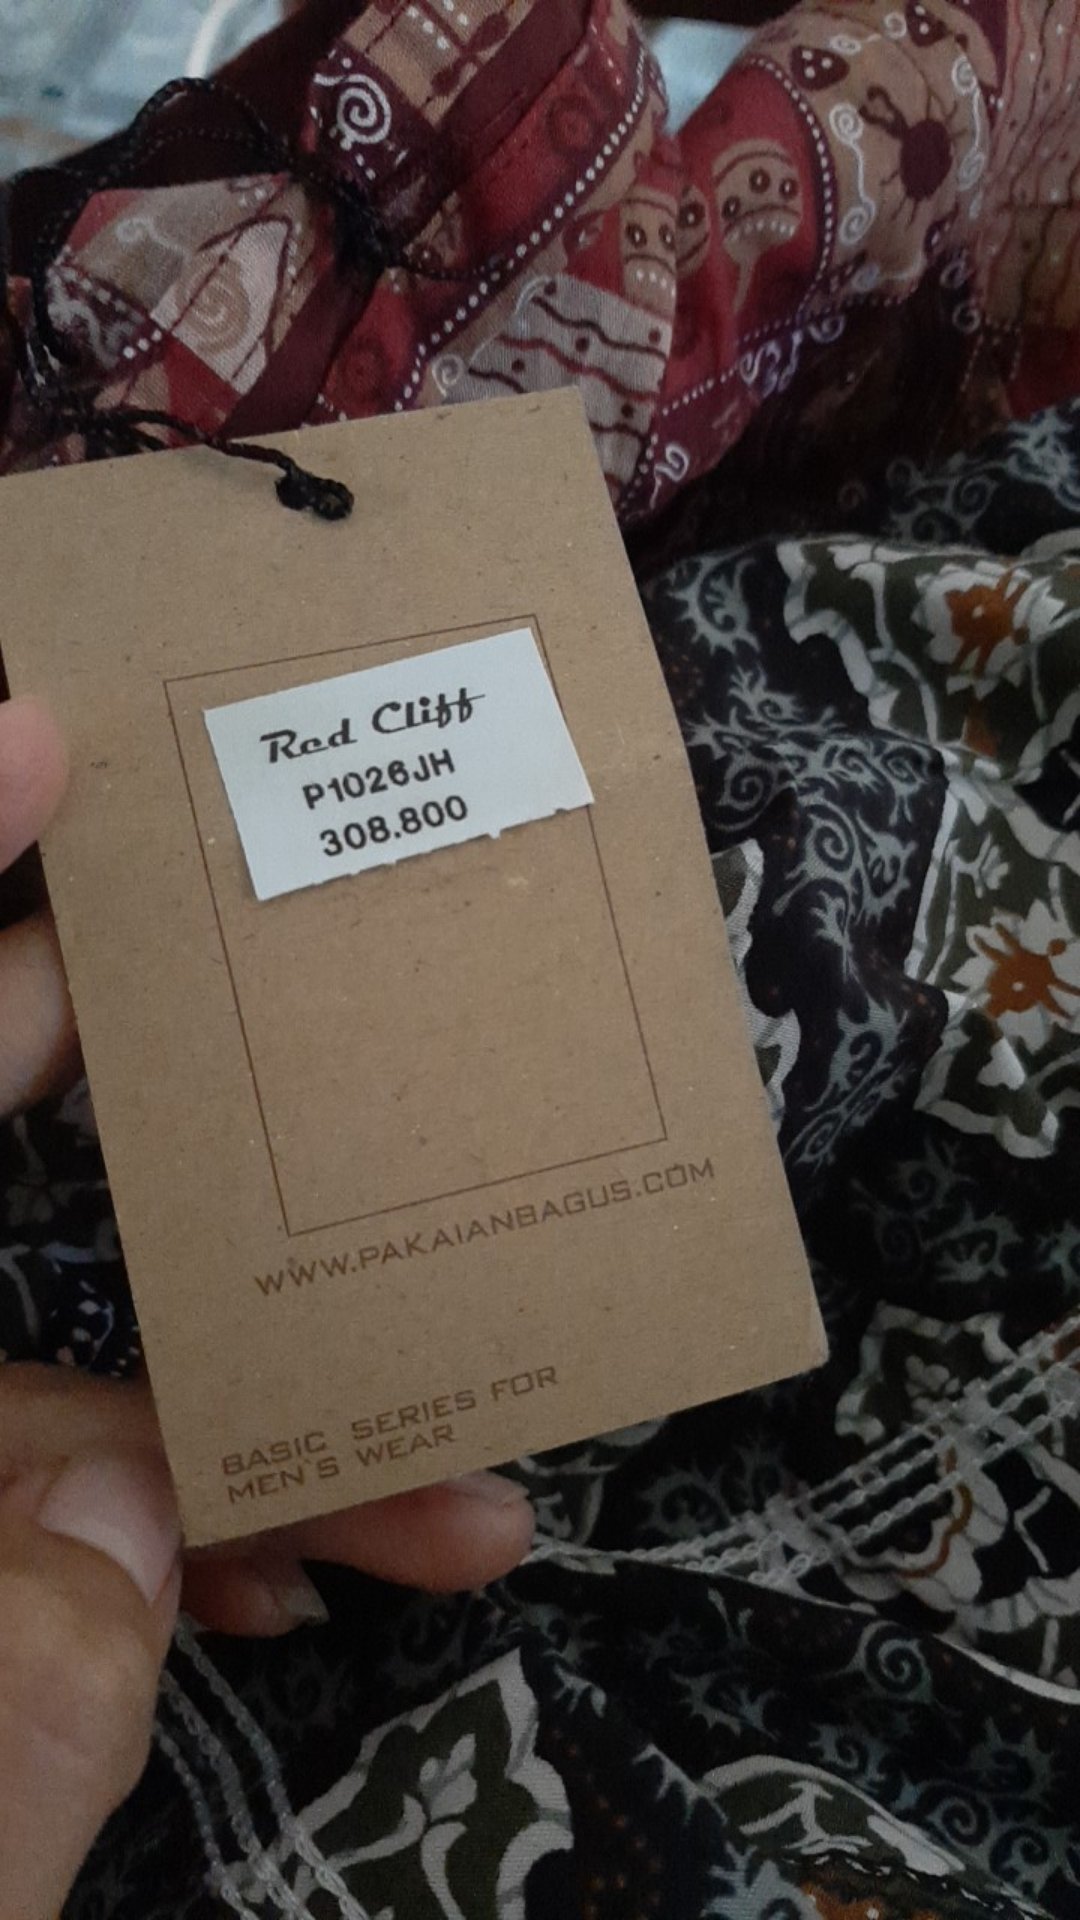 Red Cliff
P1026JH
308.800
WWW.PAKAIANBAGUS.COM
BASIC SERIES FOR
MEN'S WEAR